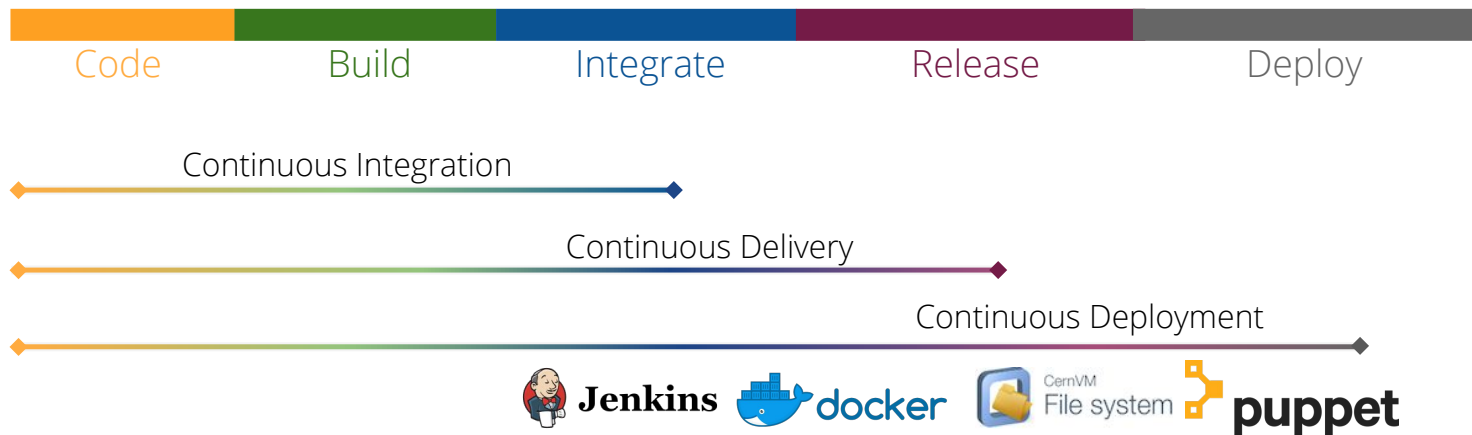 Code Build Integrate Release Deploy
Continuous Integration
Continuous Delivery
Continuous Deployment
Jenkins docker CernVM File system puppet